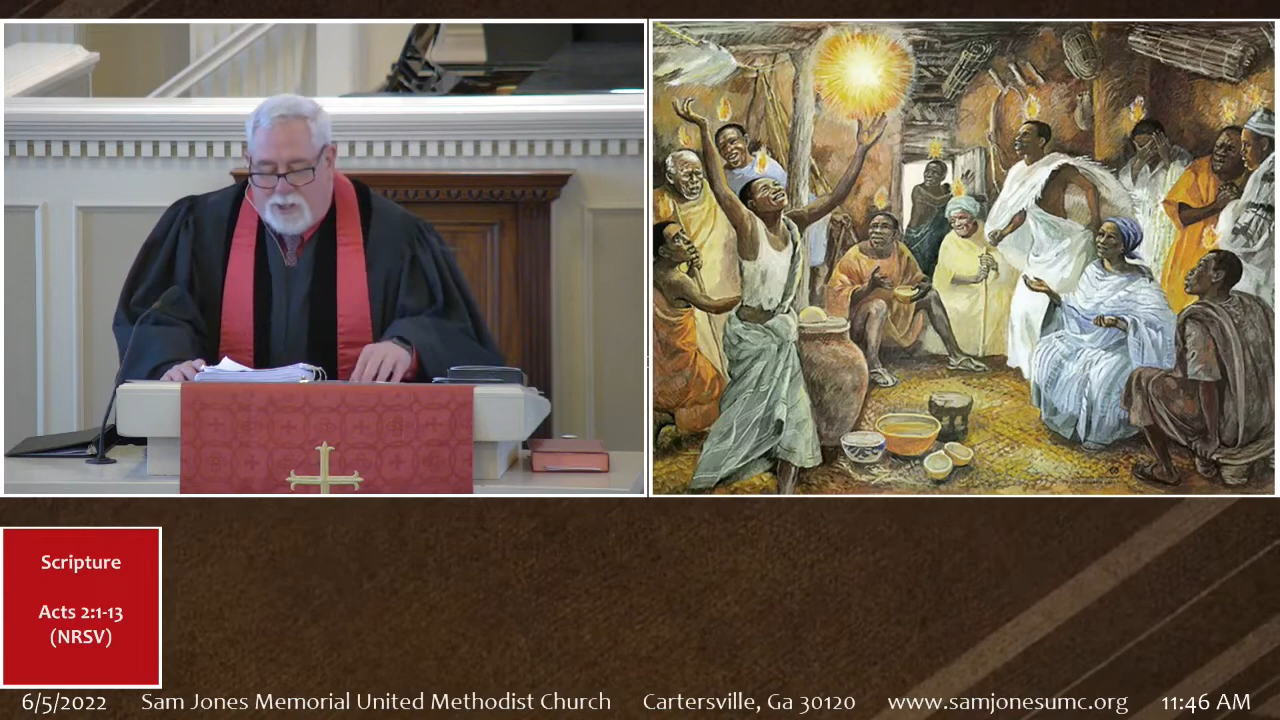 Scripture
Acts 2:1-13
(NRSV)
6/5/2022 Sam Jones Memorial United Methodist Church Cartersville, Ga 30120 www.samjonesumc.org 11:46 AM